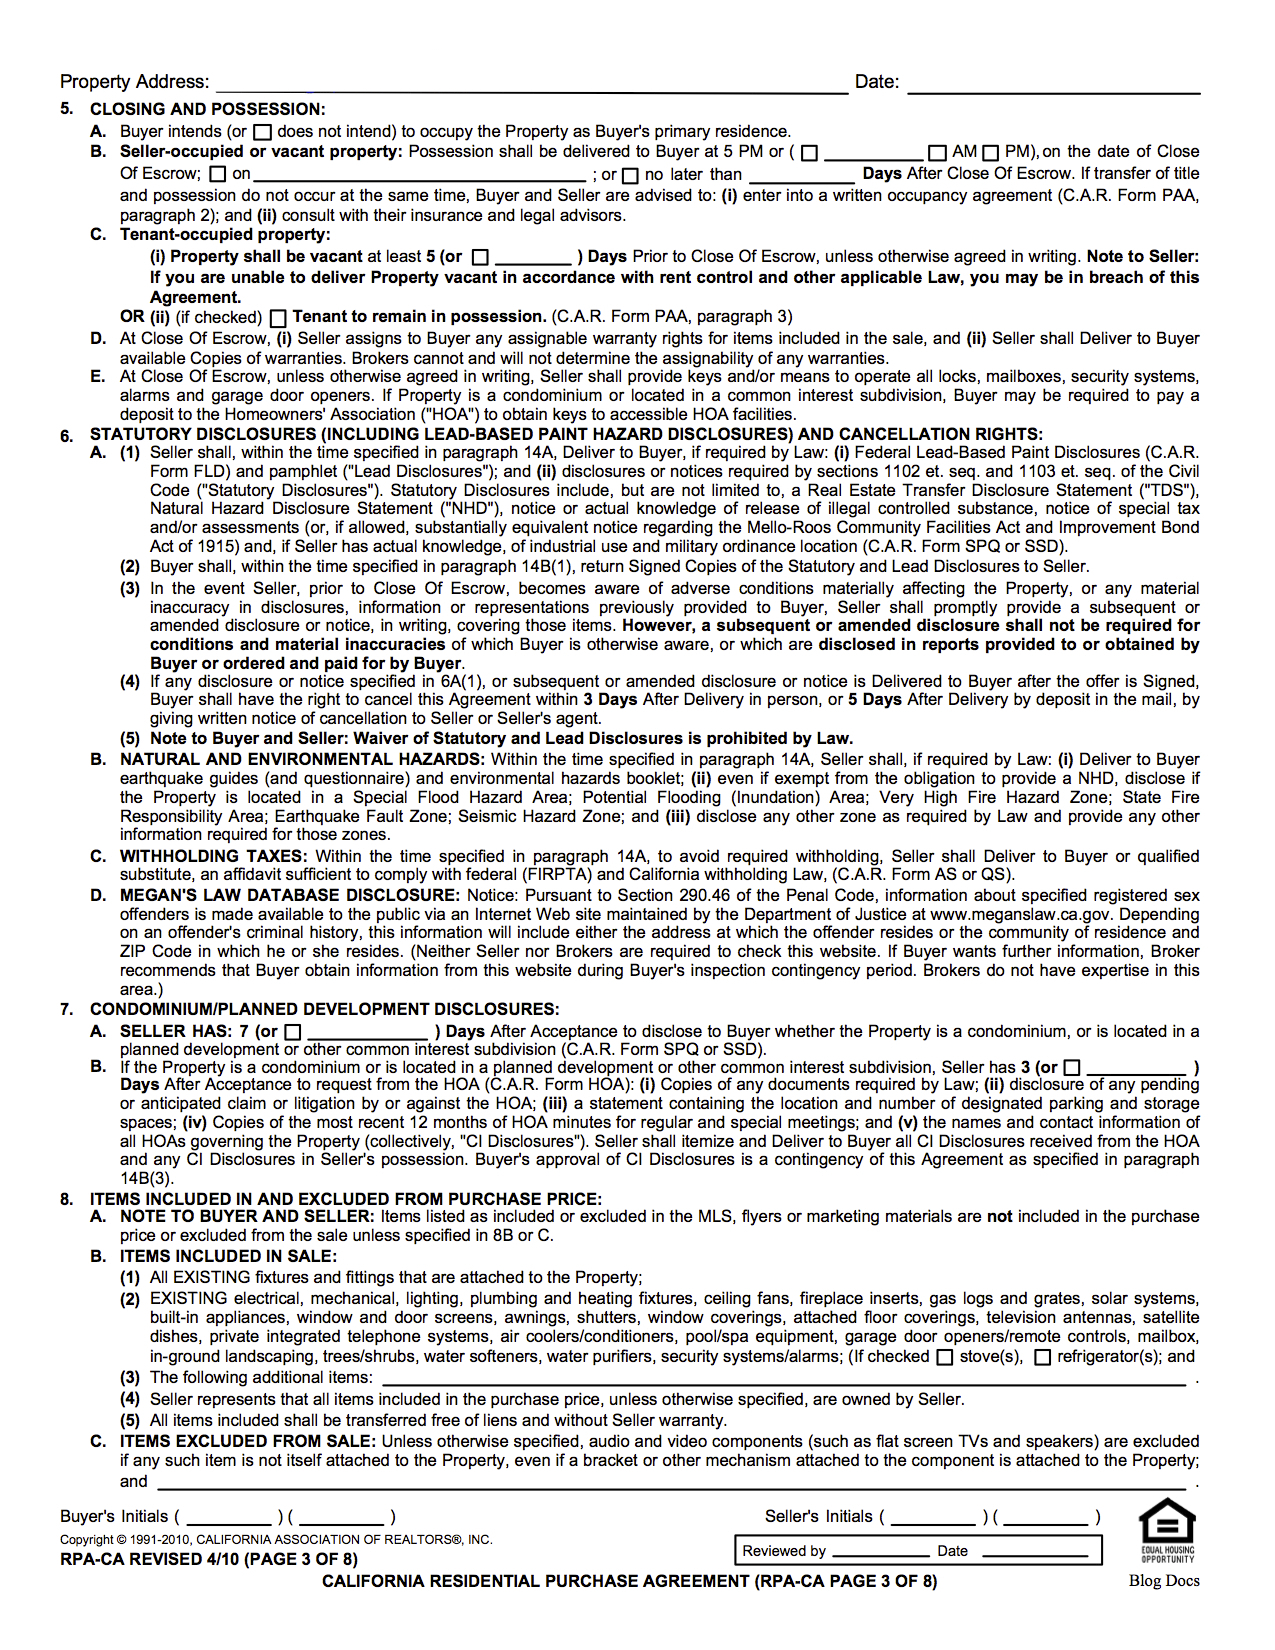 Property Address: Date:
5. CLOSING AND POSSESSION:
A. Buyer intends (or ☐ does not intend) to occupy the Property as Buyer's primary residence.
B. Seller-occupied or vacant property: Possession shall be delivered to Buyer at 5 PM or ( ☐ ☐ AM ☐ PM), on the date of Close
Of Escrow; ☐ on ; or ☐ no later than Days After Close Of Escrow. If transfer of title
and possession do not occur at the same time, Buyer and Seller are advised to: (i) enter into a written occupancy agreement (C.A.R. Form PAA,
paragraph 2); and (ii) consult with their insurance and legal advisors.
C. Tenant-occupied property:
(i) Property shall be vacant at least 5 (or ☐ ) Days Prior to Close Of Escrow, unless otherwise agreed in writing. Note to Seller:
If you are unable to deliver Property vacant in accordance with rent control and other applicable Law, you may be in breach of this
Agreement.
OR (ii) (if checked) ☐ Tenant to remain in possession. (C.A.R. Form PAA, paragraph 3)
D. At Close Of Escrow, (i) Seller assigns to Buyer any assignable warranty rights for items included in the sale, and (ii) Seller shall Deliver to Buyer
available Copies of warranties. Brokers cannot and will not determine the assignability of any warranties.
E. At Close Of Escrow, unless otherwise agreed in writing, Seller shall provide keys and/or means to operate all locks, mailboxes, security systems,
alarms and garage door openers. If Property is a condominium or located in a common interest subdivision, Buyer may be required to pay a
deposit to the Homeowners' Association ("HOA") to obtain keys to accessible HOA facilities.
6. STATUTORY DISCLOSURES (INCLUDING LEAD-BASED PAINT HAZARD DISCLOSURES) AND CANCELLATION RIGHTS:
A. (1) Seller shall, within the time specified in paragraph 14A, Deliver to Buyer, if required by Law: (i) Federal Lead-Based Paint Disclosures (C.A.R.
Form FLD) and pamphlet ("Lead Disclosures"); and (ii) disclosures or notices required by sections 1102 et. seq. and 1103 et. seq. of the Civil
Code ("Statutory Disclosures"). Statutory Disclosures include, but are not limited to, a Real Estate Transfer Disclosure Statement ("TDS"),
Natural Hazard Disclosure Statement ("NHD"), notice or actual knowledge of release of illegal controlled substance, notice of special tax
and/or assessments (or, if allowed, substantially equivalent notice regarding the Mello-Roos Community Facilities Act and Improvement Bond
Act of 1915) and, if Seller has actual knowledge, of industrial use and military ordinance location (C.A.R. Form SPQ or SSD).
(2) Buyer shall, within the time specified in paragraph 14B(1), return Signed Copies of the Statutory and Lead Disclosures to Seller.
(3) In the event Seller, prior to Close Of Escrow, becomes aware of adverse conditions materially affecting the Property, or any material
inaccuracy in disclosures, information or representations previously provided to Buyer, Seller shall promptly provide a subsequent or
amended disclosure or notice, in writing, covering those items. However, a subsequent or amended disclosure shall not be required for
conditions and material inaccuracies of which Buyer is otherwise aware, or which are disclosed in reports provided to or obtained by
Buyer or ordered and paid for by Buyer.
(4) If any disclosure or notice specified in 6A(1), or subsequent or amended disclosure or notice is Delivered to Buyer after the offer is Signed,
Buyer shall have the right to cancel this Agreement within 3 Days After Delivery in person, or 5 Days After Delivery by deposit in the mail, by
giving written notice of cancellation to Seller or Seller's agent.
(5) Note to Buyer and Seller: Waiver of Statutory and Lead Disclosures is prohibited by Law.
B. NATURAL AND ENVIRONMENTAL HAZARDS: Within the time specified in paragraph 14A, Seller shall, if required by Law: (i) Deliver to Buyer
earthquake guides (and questionnaire) and environmental hazards booklet; (ii) even if exempt from the obligation to provide a NHD, disclose if
the Property is located in a Special Flood Hazard Area; Potential Flooding (Inundation) Area; Very High Fire Hazard Zone; State Fire
Responsibility Area; Earthquake Fault Zone; Seismic Hazard Zone; and (iii) disclose any other zone as required by Law and provide any other
information required for those zones.
C. WITHHOLDING TAXES: Within the time specified in paragraph 14A, to avoid required withholding, Seller shall Deliver to Buyer or qualified
substitute, an affidavit sufficient to comply with federal (FIRPTA) and California withholding Law, (C.A.R. Form AS or QS).
D. MEGAN'S LAW DATABASE DISCLOSURE: Notice: Pursuant to Section 290.46 of the Penal Code, information about specified registered sex
offenders is made available to the public via an Internet Web site maintained by the Department of Justice at www.meganslaw.ca.gov. Depending
on an offender's criminal history, this information will include either the address at which the offender resides or the community of residence and
ZIP Code in which he or she resides. (Neither Seller nor Brokers are required to check this website. If Buyer wants further information, Broker
recommends that Buyer obtain information from this website during Buyer's inspection contingency period. Brokers do not have expertise in this
area.)
7. CONDOMINIUM/PLANNED DEVELOPMENT DISCLOSURES:
A. SELLER HAS: 7 (or ☐ ) Days After Acceptance to disclose to Buyer whether the Property is a condominium, or is located in a
planned development or other common interest subdivision (C.A.R. Form SPQ or SSD).
B. If the Property is a condominium or is located in a planned development or other common interest subdivision, Seller has 3 (or ☐ )
Days After Acceptance to request from the HOA (C.A.R. Form HOA): (i) Copies of any documents required by Law; (ii) disclosure of any pending
or anticipated claim or litigation by or against the HOA; (iii) a statement containing the location and number of designated parking and storage
spaces; (iv) Copies of the most recent 12 months of HOA minutes for regular and special meetings; and (v) the names and contact information of
all HOAs governing the Property (collectively, "CI Disclosures"). Seller shall itemize and Deliver to Buyer all CI Disclosures received from the HOA
and any CI Disclosures in Seller's possession. Buyer's approval of CI Disclosures is a contingency of this Agreement as specified in paragraph
14B(3).
8. ITEMS INCLUDED IN AND EXCLUDED FROM PURCHASE PRICE:
A. NOTE TO BUYER AND SELLER: Items listed as included or excluded in the MLS, flyers or marketing materials are not included in the purchase
price or excluded from the sale unless specified in 8B or C.
B. ITEMS INCLUDED IN SALE:
(1) All EXISTING fixtures and fittings that are attached to the Property;
(2) EXISTING electrical, mechanical, lighting, plumbing and heating fixtures, ceiling fans, fireplace inserts, gas logs and grates, solar systems,
built-in appliances, window and door screens, awnings, shutters, window coverings, attached floor coverings, television antennas, satellite
dishes, private integrated telephone systems, air coolers/conditioners, pool/spa equipment, garage door openers/remote controls, mailbox,
in-ground landscaping, trees/shrubs, water softeners, water purifiers, security systems/alarms; (If checked ☐ stove(s), ☐ refrigerator(s); and
(3) The following additional items: .
(4) Seller represents that all items included in the purchase price, unless otherwise specified, are owned by Seller.
(5) All items included shall be transferred free of liens and without Seller warranty.
C. ITEMS EXCLUDED FROM SALE: Unless otherwise specified, audio and video components (such as flat screen TVs and speakers) are excluded
if any such item is not itself attached to the Property, even if a bracket or other mechanism attached to the component is attached to the Property;
and .
Buyer's Initials ( ) ( ) Seller's Initials ( ) ( )
Copyright © 1991-2010, CALIFORNIA ASSOCIATION OF REALTORS®, INC.
RPA-CA REVISED 4/10 (PAGE 3 OF 8)
Reviewed by Date
EQUAL HOUSING
OPPORTUNITY
CALIFORNIA RESIDENTIAL PURCHASE AGREEMENT (RPA-CA PAGE 3 OF 8)
Blog Docs